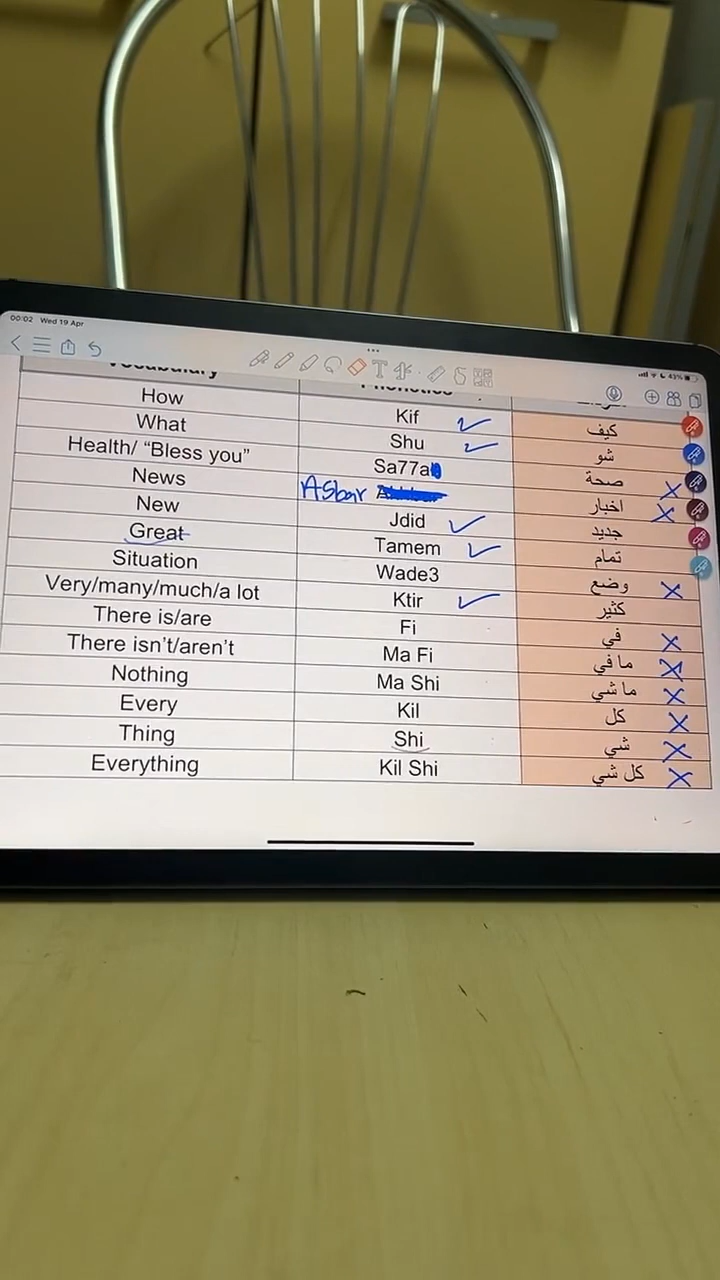 00:02 Wed 19 Apr
43%
Vocabulary Phonetics
How Kif كيف
What Shu شو
Health/ “Bless you” Sa77a صحة
News Asbar اخبار
New Jdid جديد
Great Tamem تمام
Situation Wade3 وضع
Very/many/much/a lot Ktir كثير
There is/are Fi في
There isn’t/aren’t Ma Fi ما في
Nothing Ma Shi ما شي
Every Kil كل
Thing Shi شي
Everything Kil Shi كل شي